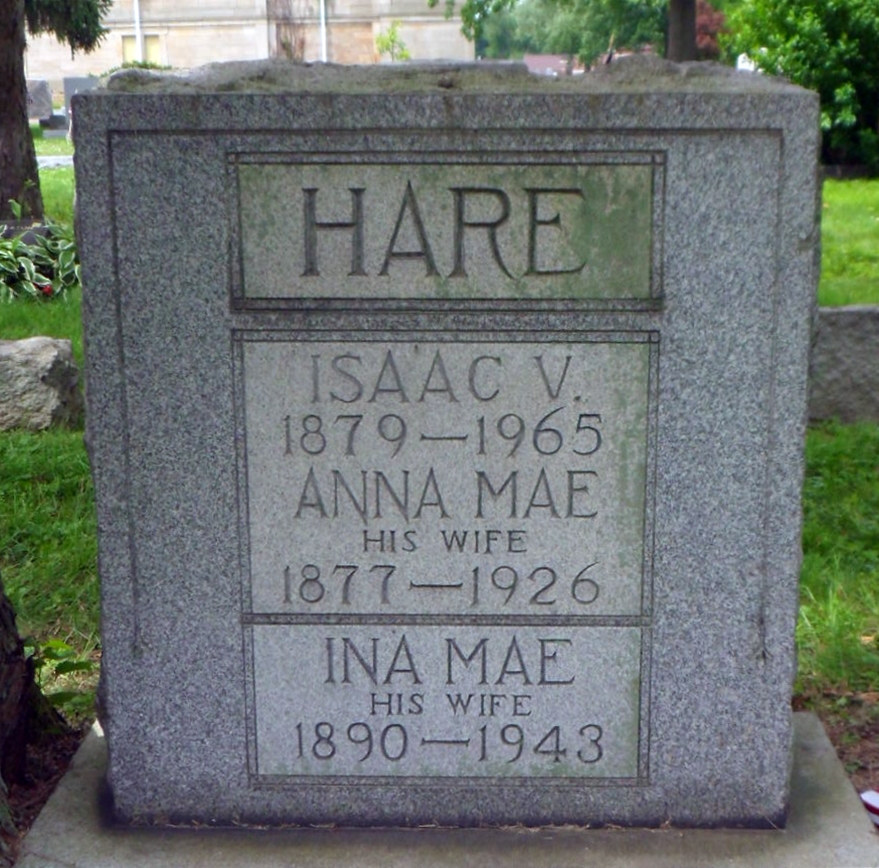 HARE
ISAAC V.
1879—1965
ANNA MAE
HIS WIFE
1877—1926
INA MAE
HIS WIFE
1890—1943